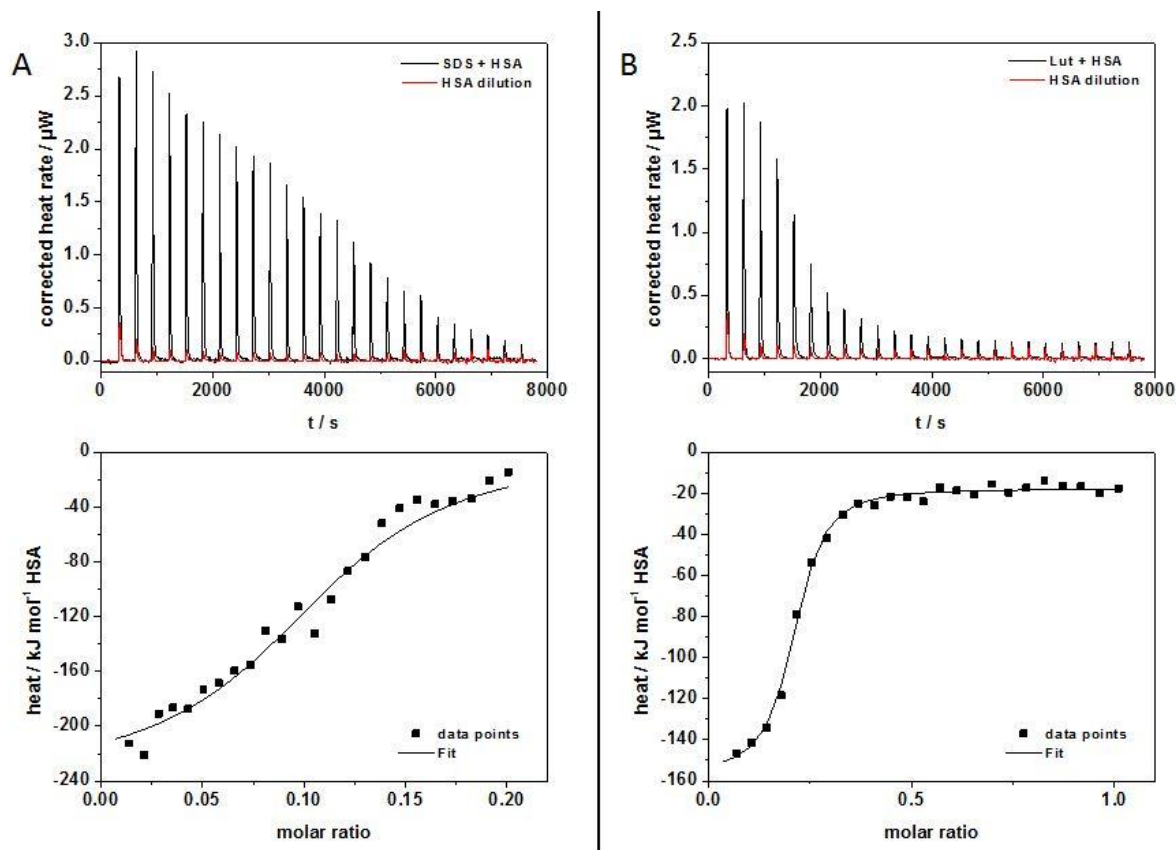 A
corrected heat rate / µW
3.0
2.5
2.0
1.5
1.0
0.5
0.0
SDS + HSA
HSA dilution
0 2000 4000 6000 8000
t / s
heat / kJ mol⁻¹ HSA
0
-40
-80
-120
-160
-200
-240
data points
Fit
0.00 0.05 0.10 0.15 0.20
molar ratio
B
corrected heat rate / µW
2.5
2.0
1.5
1.0
0.5
0.0
Lut + HSA
HSA dilution
0 2000 4000 6000 8000
t / s
heat / kJ mol⁻¹ HSA
0
-20
-40
-60
-80
-100
-120
-140
-160
data points
Fit
0.0 0.5 1.0
molar ratio